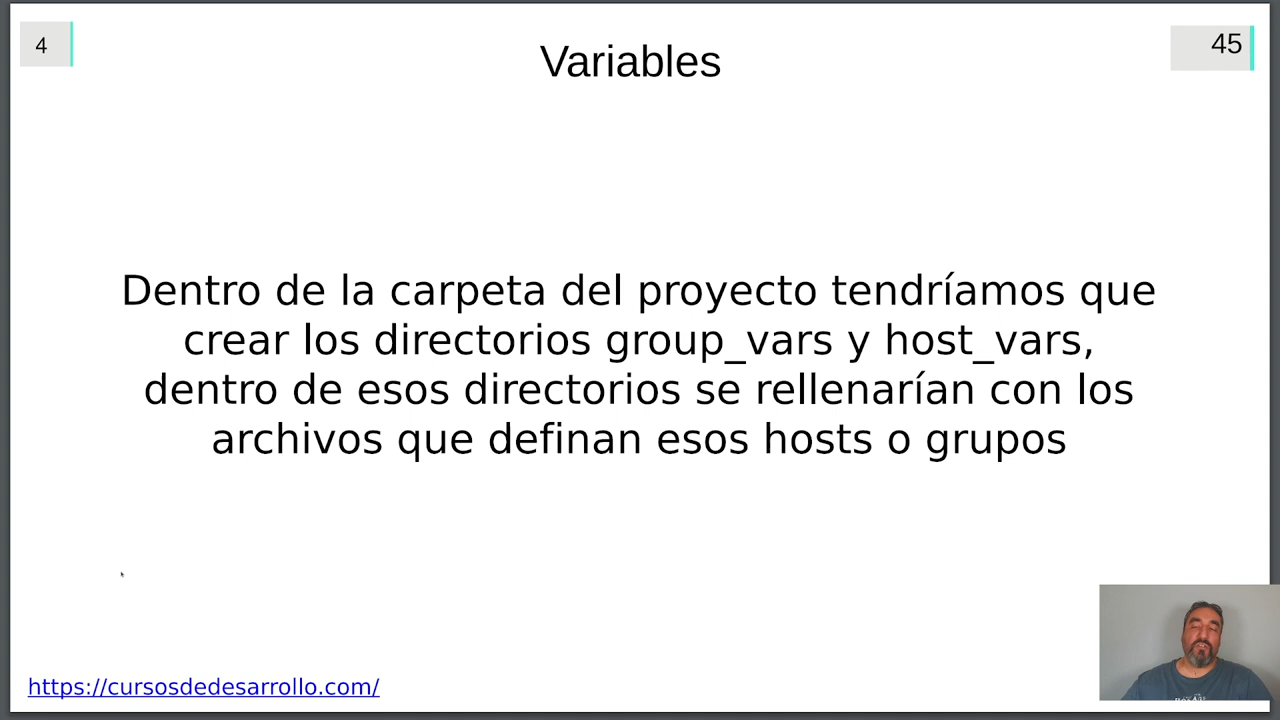 4
Variables
45
Dentro de la carpeta del proyecto tendríamos que
crear los directorios group_vars y host_vars,
dentro de esos directorios se rellenarían con los
archivos que definan esos hosts o grupos
https://cursosdedesarrollo.com/